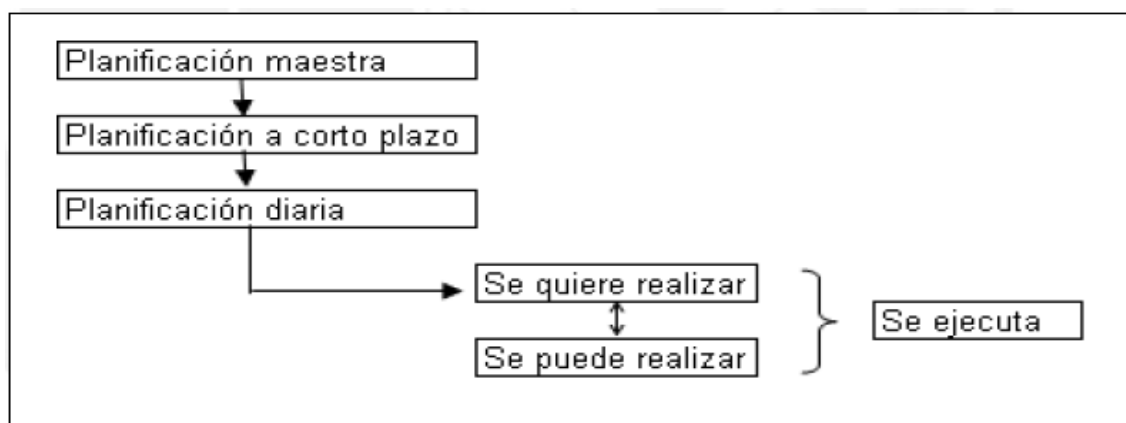 Planificación maestra
Planificación a corto plazo
Planificación diaria
Se quiere realizar
Se puede realizar
Se ejecuta